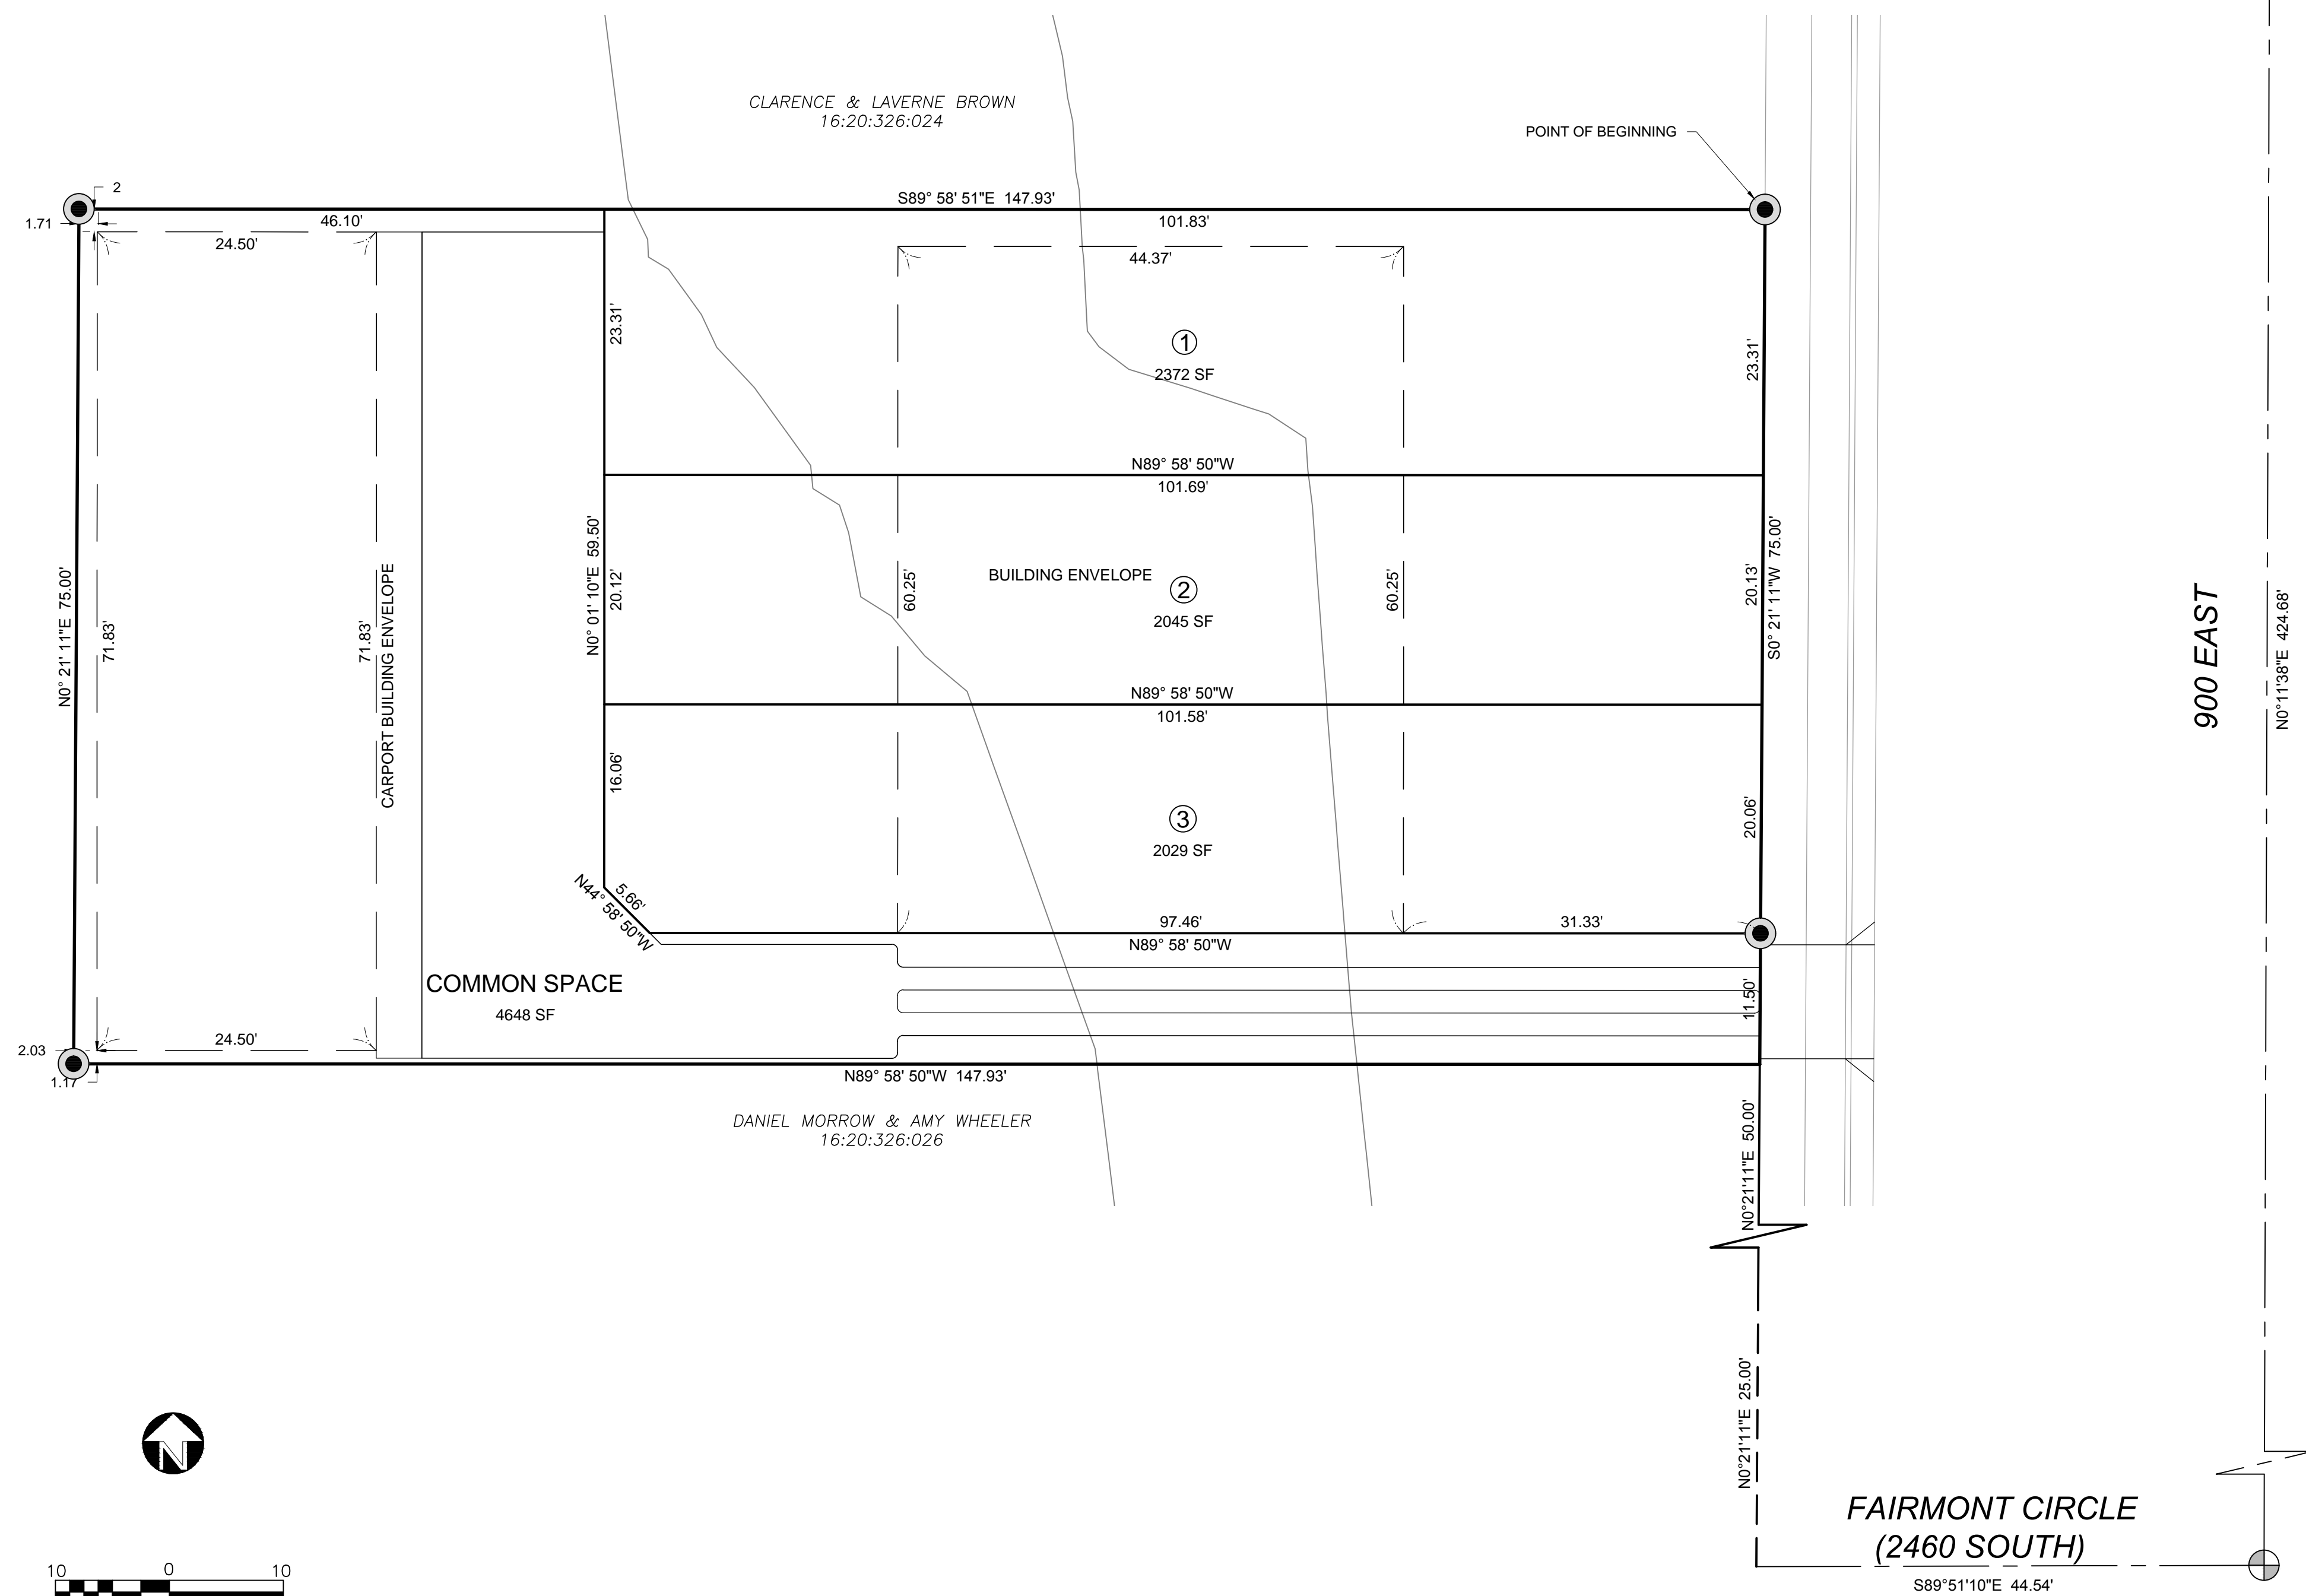 CLARENCE & LAVERNE BROWN
16:20:326:024
POINT OF BEGINNING
2
S89° 58' 51"E 147.93'
1.71
46.10'
101.83'
24.50'
44.37'
23.31'
23.31'
1
2372 SF
N89° 58' 50"W
101.69'
N0° 21' 11"E 75.00'
71.83'
71.83'
CARPORT BUILDING ENVELOPE
N0° 01' 10"E 59.50'
20.12'
60.25'
BUILDING ENVELOPE
2
2045 SF
60.25'
20.13'
S0° 21' 11"W 75.00'
900 EAST
N0°11'38"E 424.68'
N89° 58' 50"W
101.58'
16.06'
3
2029 SF
20.06'
5.66'
N44° 58' 50"W
97.46'
31.33'
N89° 58' 50"W
COMMON SPACE
4648 SF
11.50'
24.50'
2.03
1.17
N89° 58' 50"W 147.93'
DANIEL MORROW & AMY WHEELER
16:20:326:026
N0°21'11"E 50.00'
N0°21'11"E 25.00'
N
FAIRMONT CIRCLE
(2460 SOUTH)
10 0 10
S89°51'10"E 44.54'